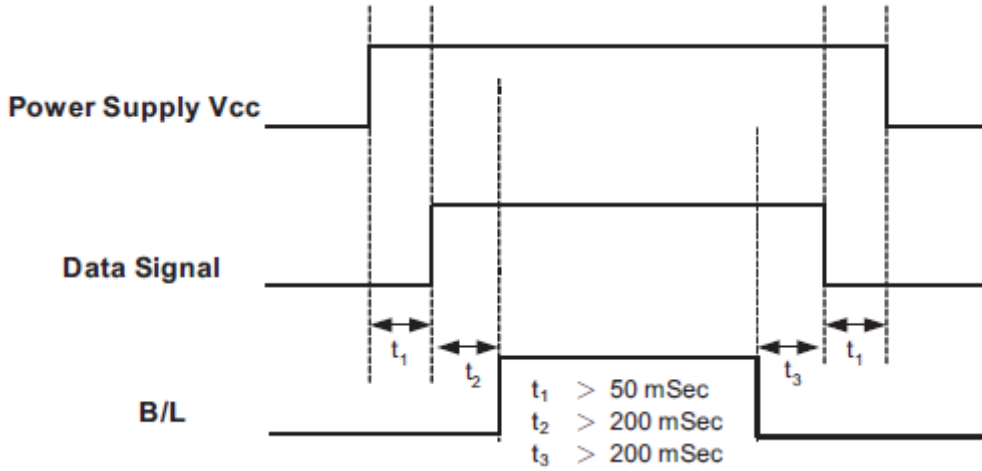 Power Supply Vcc
Data Signal
t₁
t₂
t₃
t₁
B/L
t₁ > 50 mSec
t₂ > 200 mSec
t₃ > 200 mSec